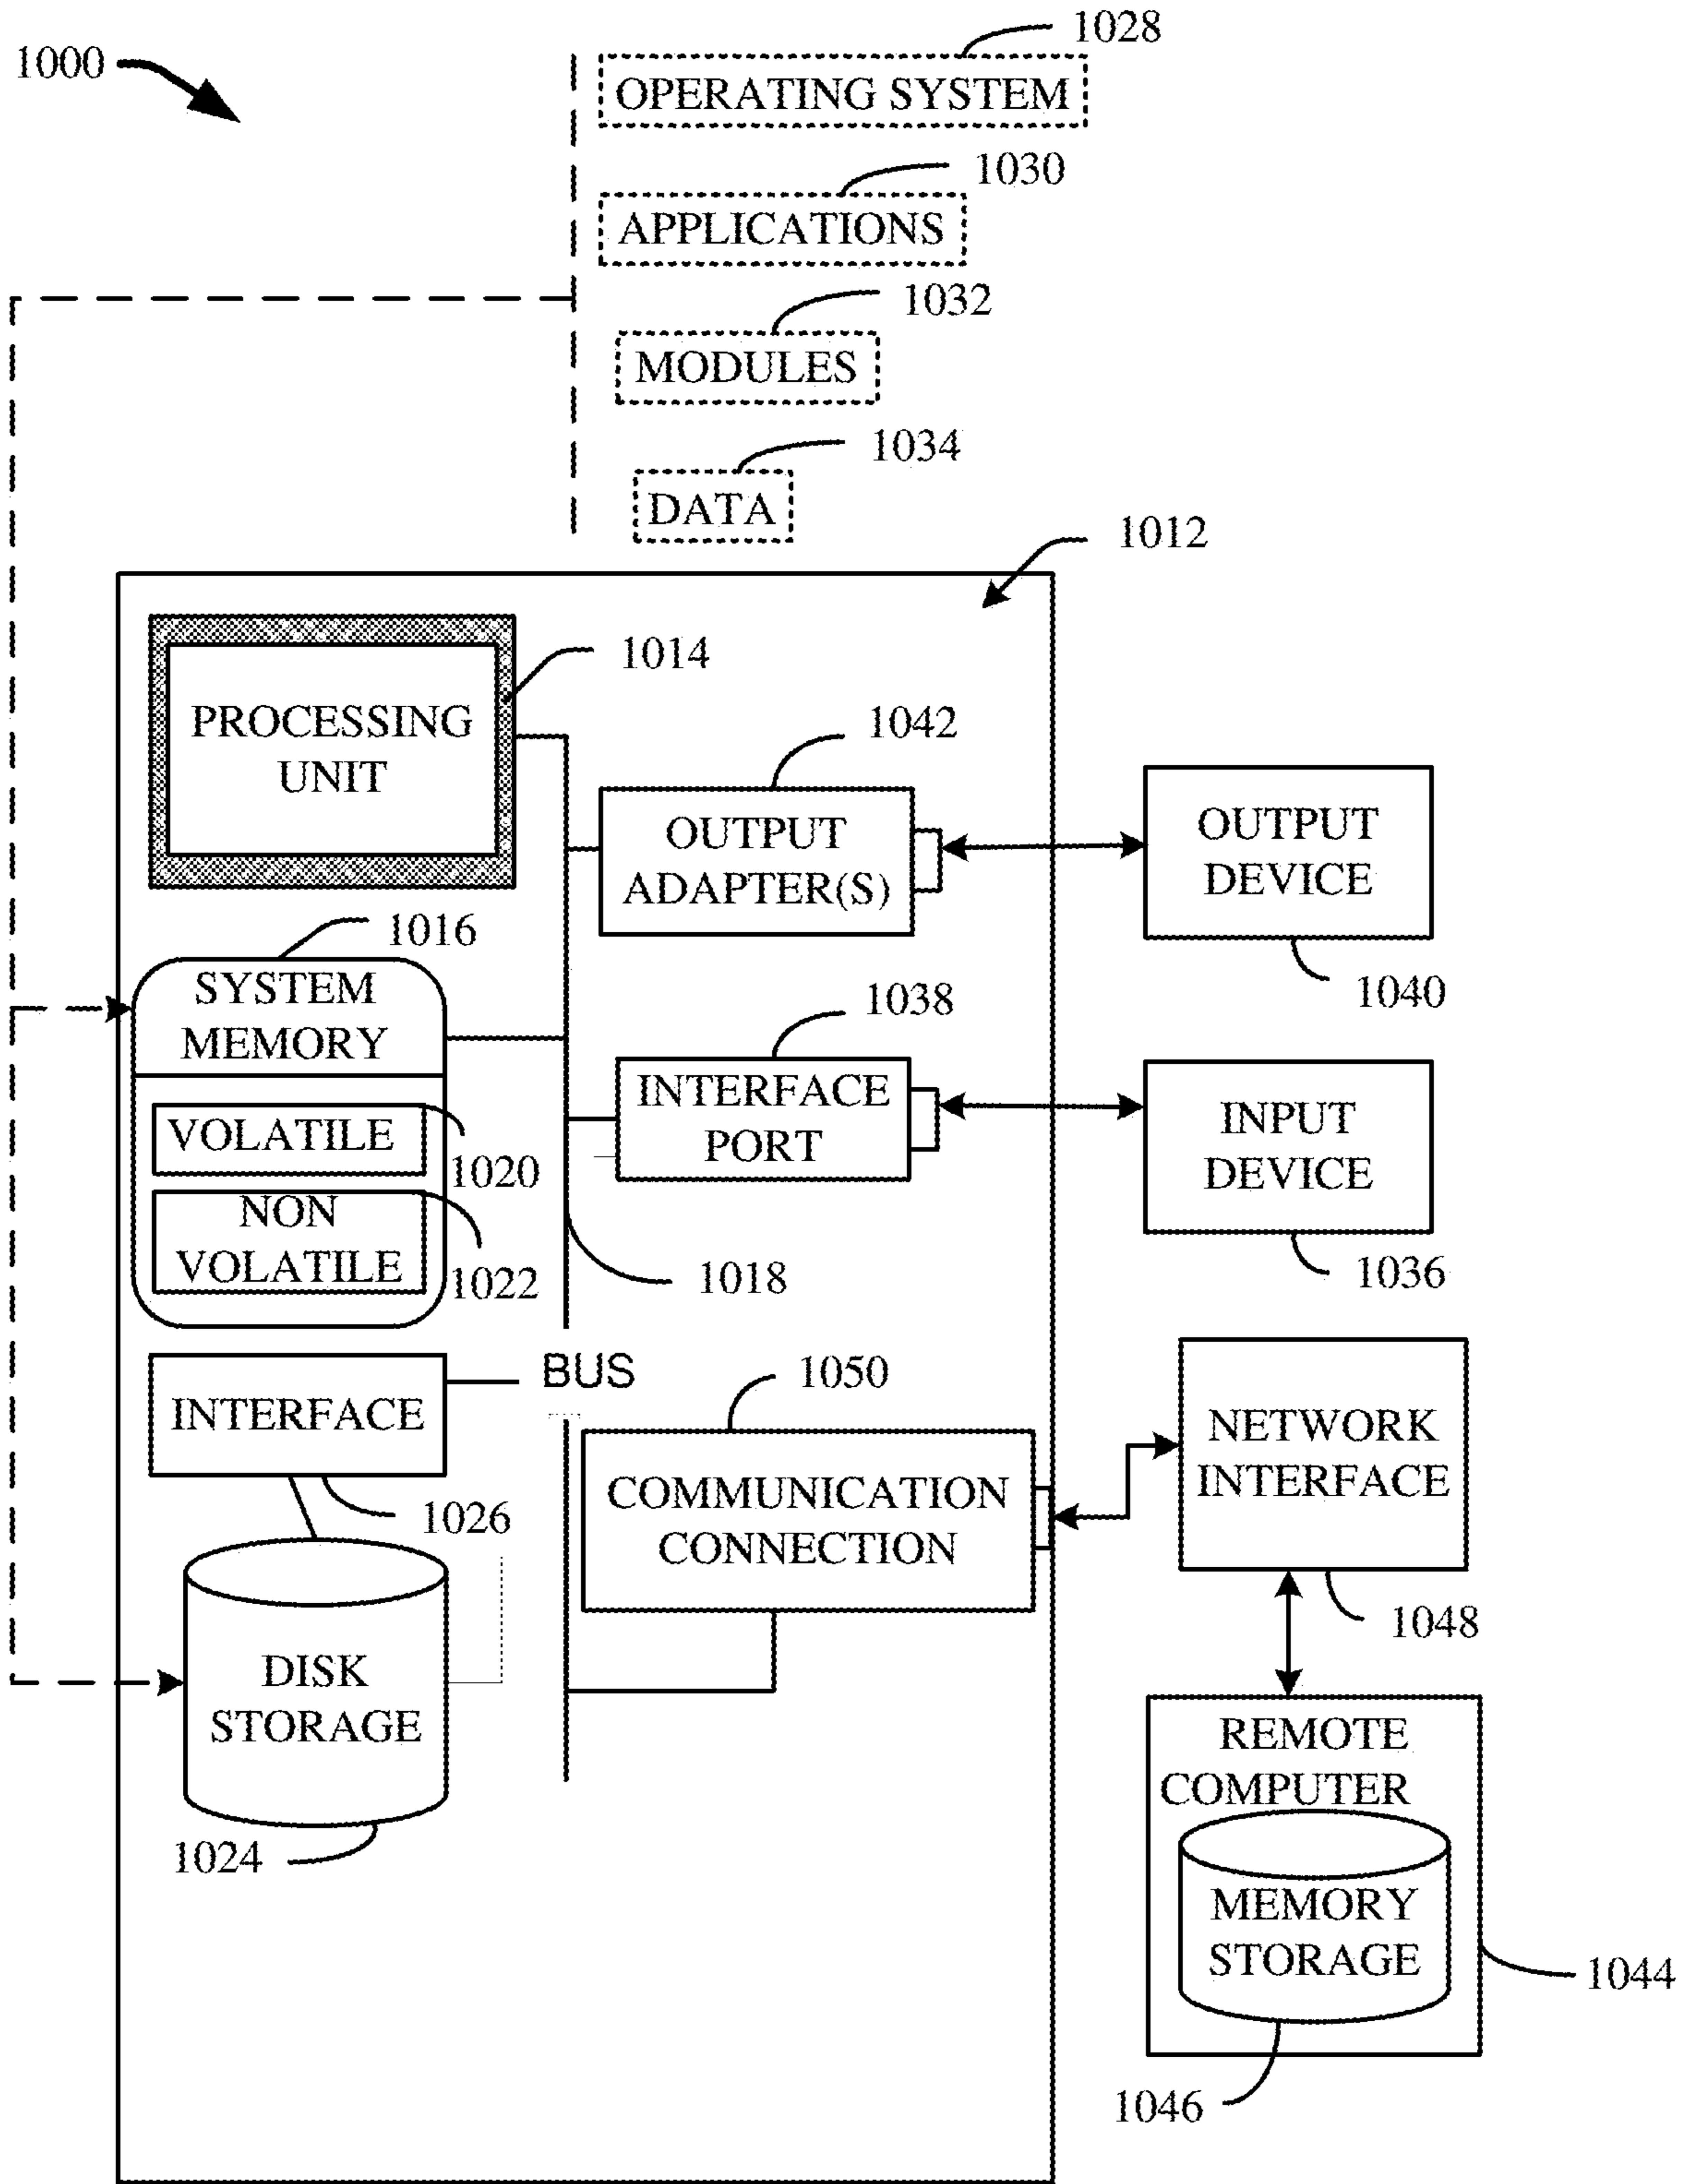 1000
1028
OPERATING SYSTEM
1030
APPLICATIONS
1032
MODULES
1034
DATA
1012
1014
PROCESSING
UNIT
1042
OUTPUT
ADAPTER(S)
OUTPUT
DEVICE
1040
1016
SYSTEM
MEMORY
VOLATILE
1020
NON
VOLATILE
1022
1038
INTERFACE
PORT
INPUT
DEVICE
1036
1018
BUS
INTERFACE
1026
1050
COMMUNICATION
CONNECTION
NETWORK
INTERFACE
1048
DISK
STORAGE
1024
REMOTE
COMPUTER
MEMORY
STORAGE
1044
1046